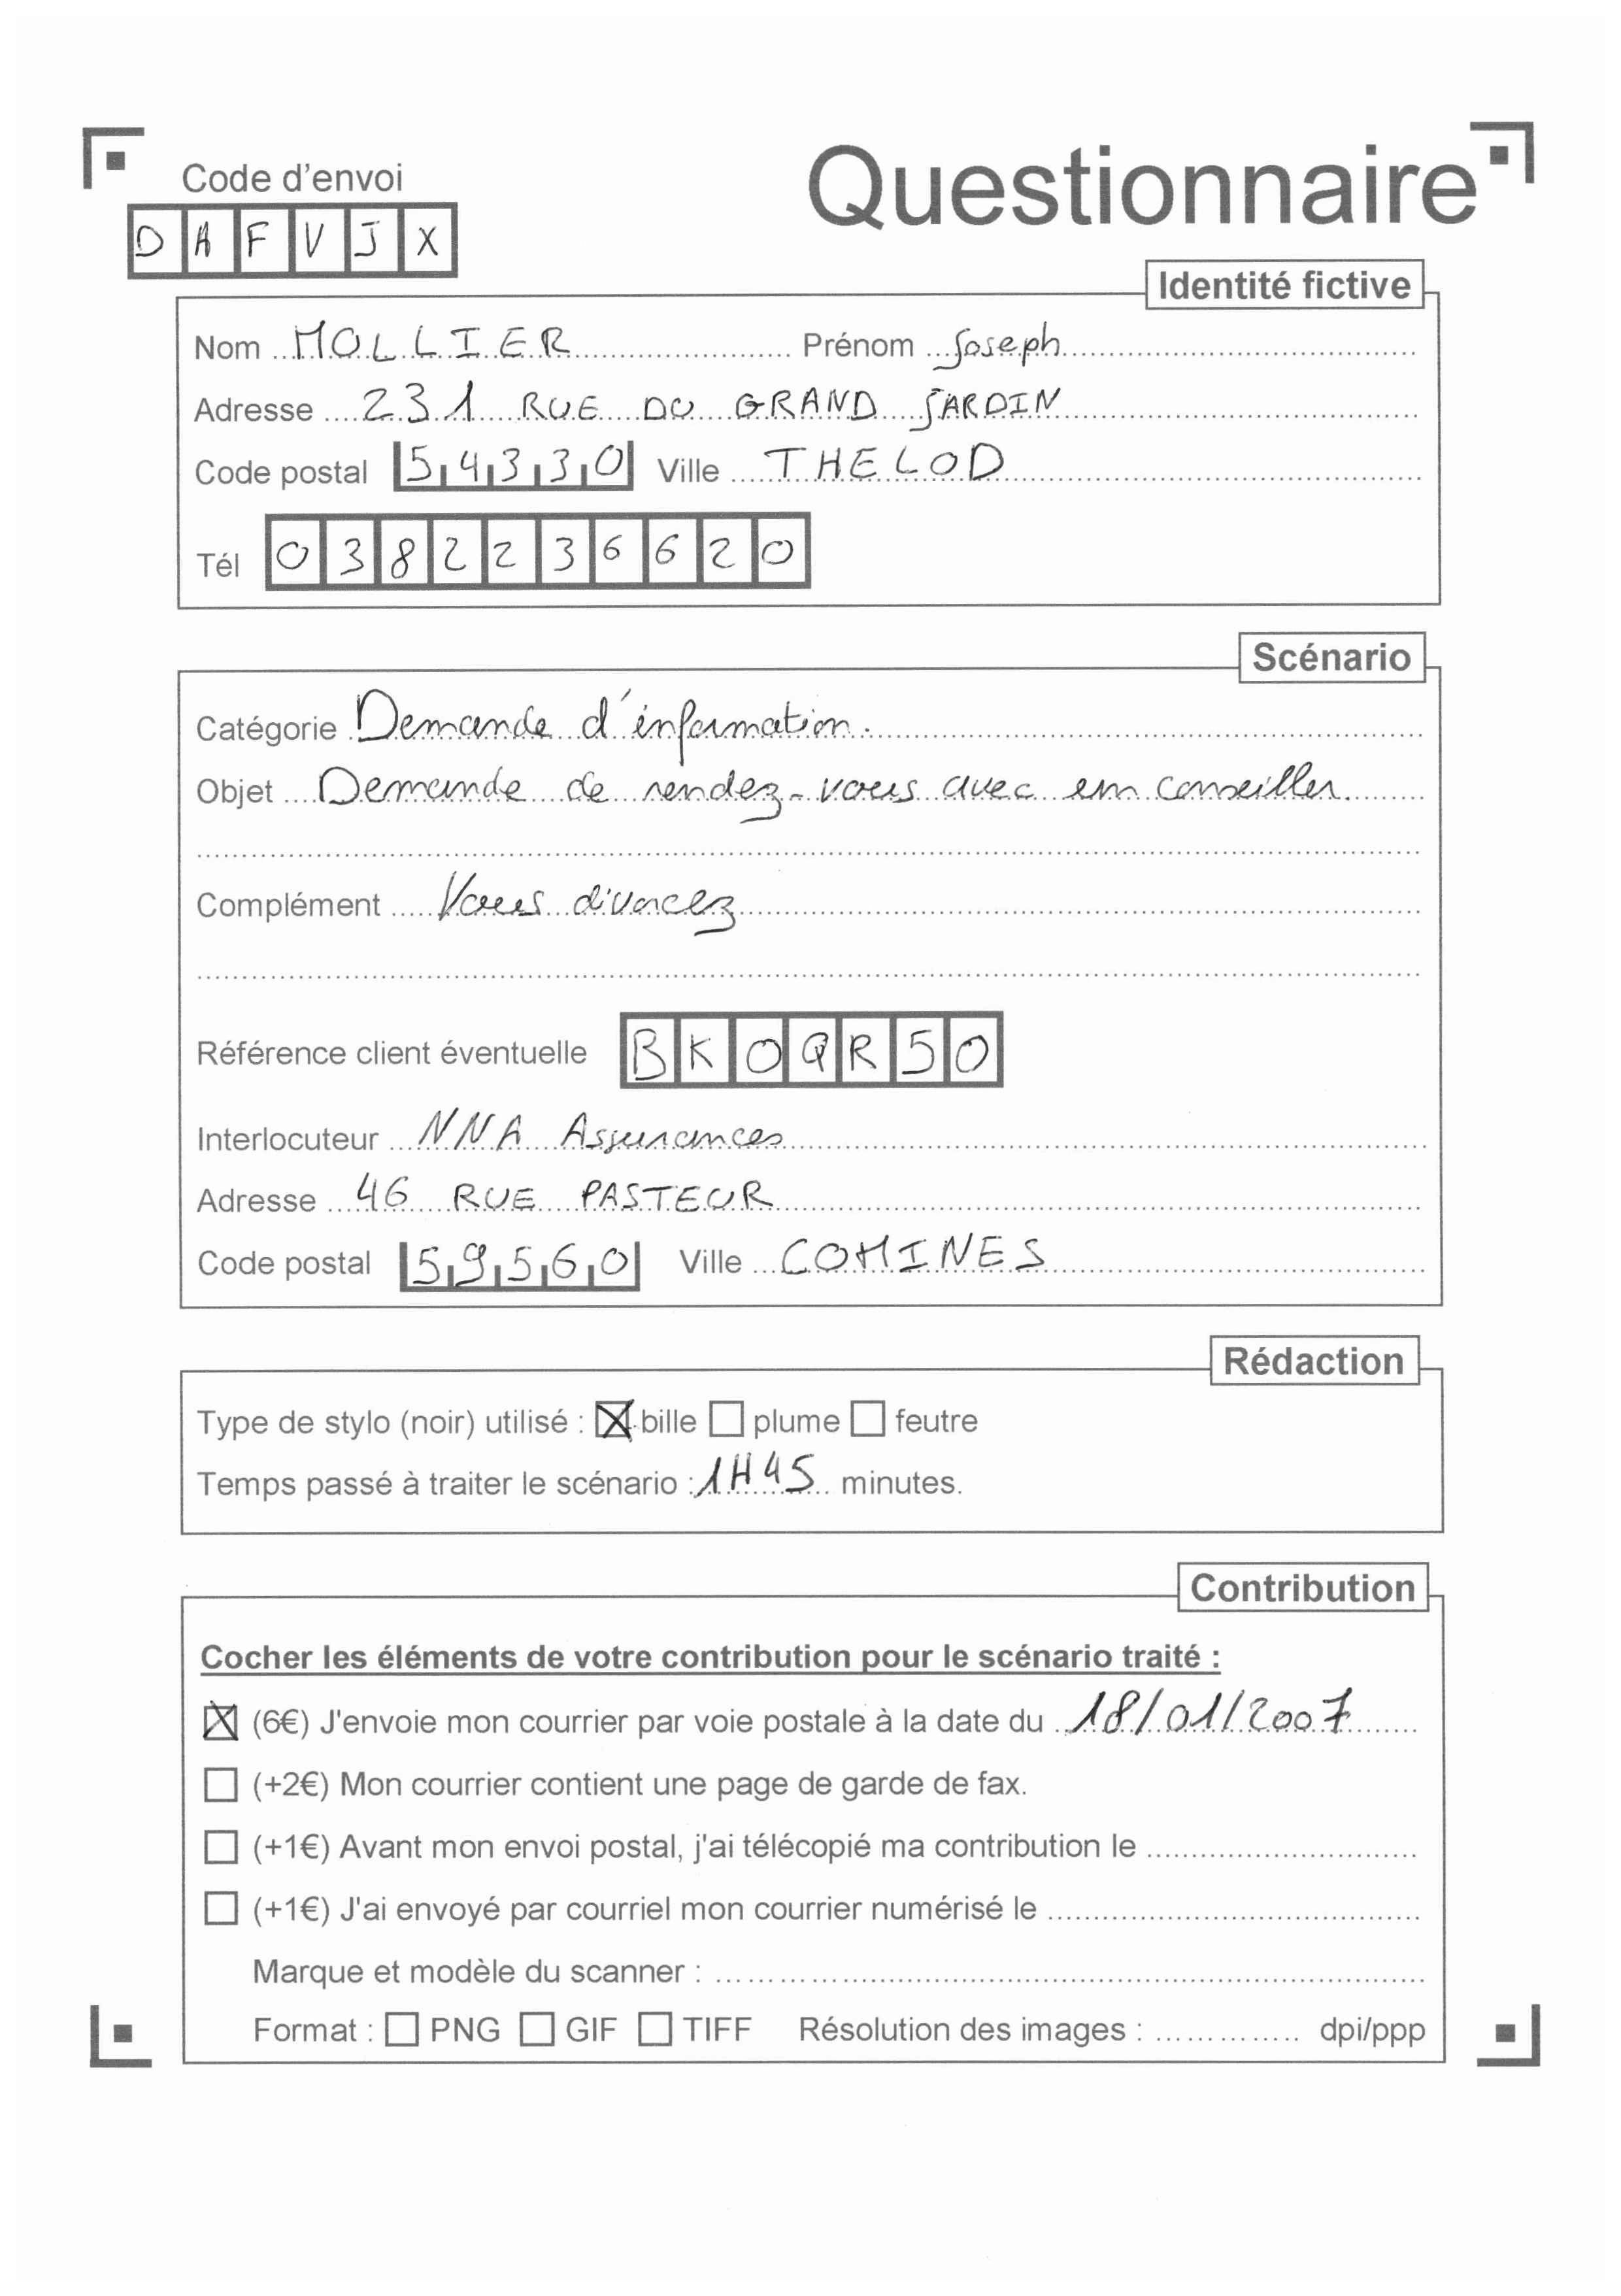 Code d'envoi
Questionnaire
DAFVJX
Identité fictive
Nom MOLLIER Prénom Joseph
Adresse 231 RUE DU GRAND JARDIN
Code postal 54330 Ville THELOD
Tél 0382236620
Scénario
Catégorie Demande d'information.
Objet Demande de rendez-vous avec un conseiller
Complément Vous divorcez
Référence client éventuelle BKOQR50
Interlocuteur NNA Assurances
Adresse 46 RUE PASTEUR
Code postal 59560 Ville COMINES
Rédaction
Type de stylo (noir) utilisé : ☒ bille ☐ plume ☐ feutre
Temps passé à traiter le scénario : 1H45 minutes.
Contribution
Cocher les éléments de votre contribution pour le scénario traité :
☒ (6€) J'envoie mon courrier par voie postale à la date du 18/01/2007
☐ (+2€) Mon courrier contient une page de garde de fax.
☐ (+1€) Avant mon envoi postal, j'ai télécopié ma contribution le
☐ (+1€) J'ai envoyé par courriel mon courrier numérisé le
Marque et modèle du scanner :
Format : ☐ PNG ☐ GIF ☐ TIFF Résolution des images : dpi/ppp